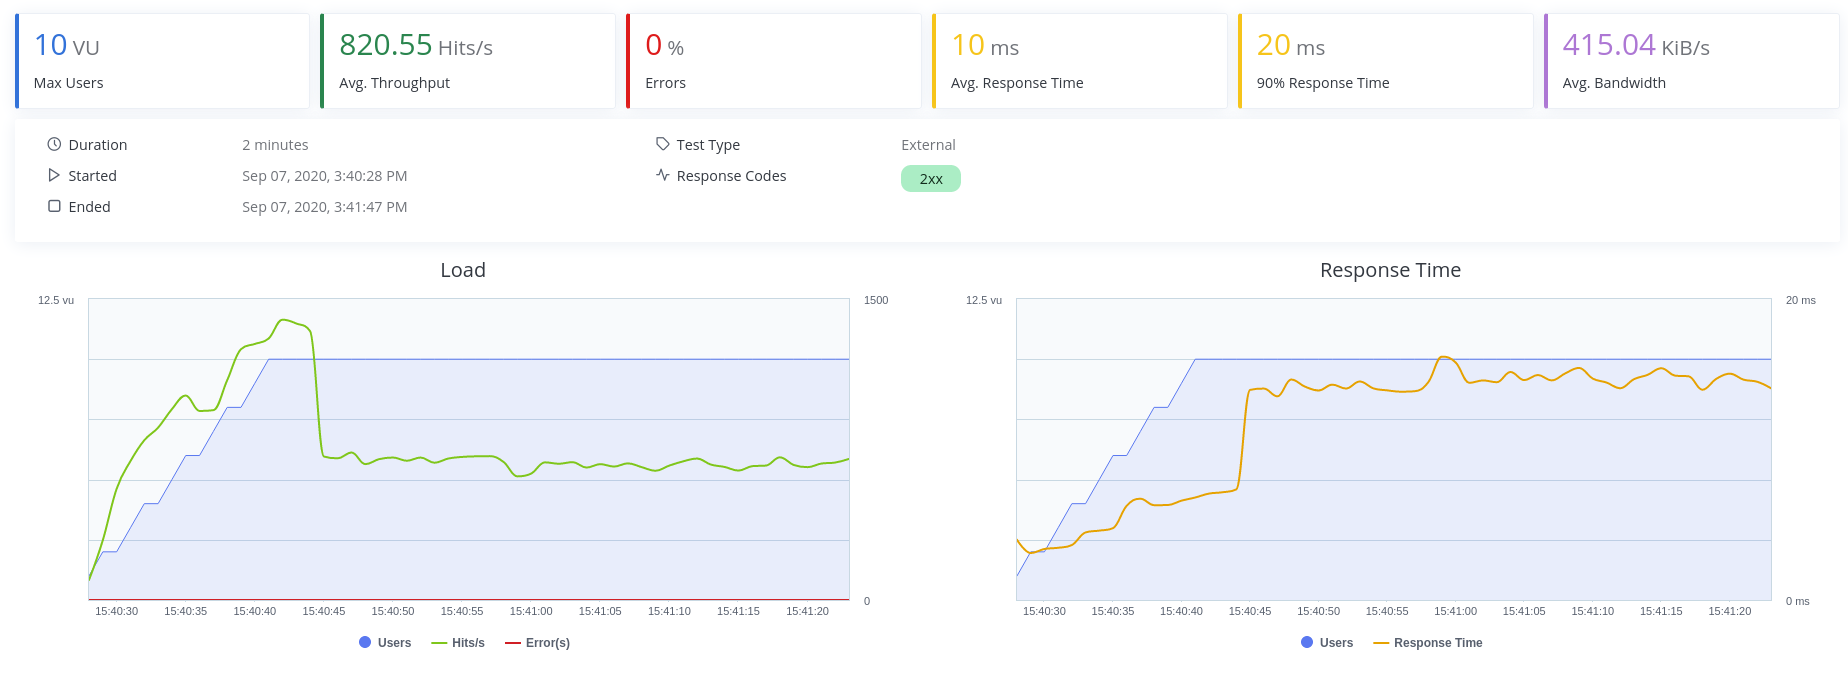 10 VU
Max Users
820.55 Hits/s
Avg. Throughput
0 %
Errors
10 ms
Avg. Response Time
20 ms
90% Response Time
415.04 KiB/s
Avg. Bandwidth
Duration 2 minutes
Started Sep 07, 2020, 3:40:28 PM
Ended Sep 07, 2020, 3:41:47 PM
Test Type External
Response Codes 2xx
Load
12.5 vu 1500
0
15:40:30 15:40:35 15:40:40 15:40:45 15:40:50 15:40:55 15:41:00 15:41:05 15:41:10 15:41:15 15:41:20
Users Hits/s Error(s)
Response Time
12.5 vu 20 ms
0 ms
15:40:30 15:40:35 15:40:40 15:40:45 15:40:50 15:40:55 15:41:00 15:41:05 15:41:10 15:41:15 15:41:20
Users Response Time